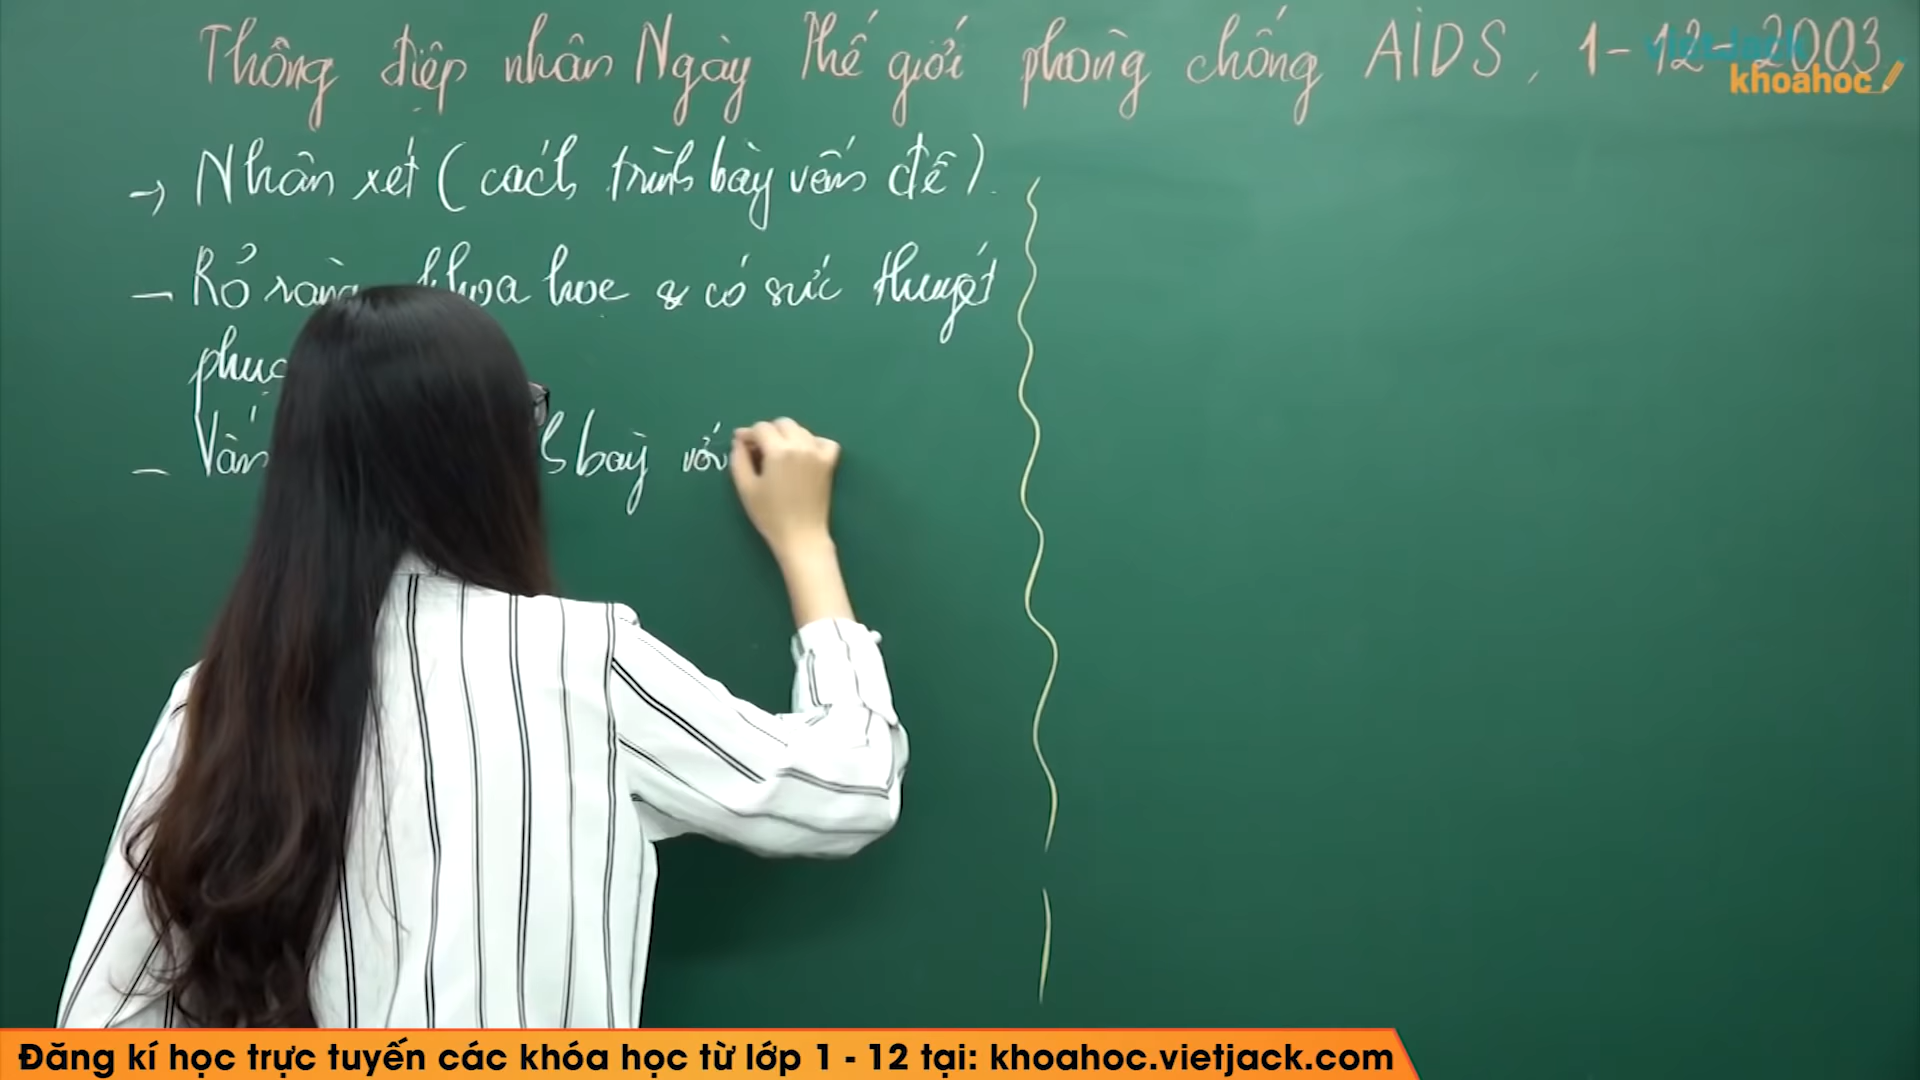 Thông điệp nhân Ngày Thế giới phòng chống AIDS, 1-12-2003
vietjack
khoahoc
→ Nhận xét (cách trình bày vấn đề).
- Rõ ràng khoa học & có sức thuyết
phục
- bày với
Đăng kí học trực tuyến các khóa học từ lớp 1 - 12 tại: khoahoc.vietjack.com